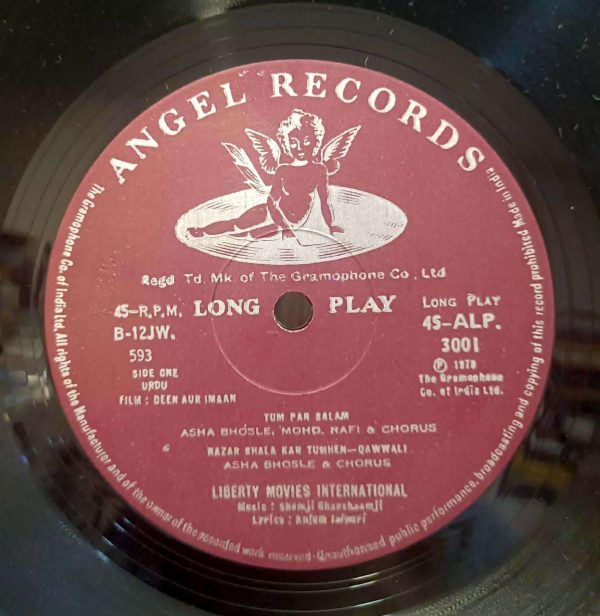 ANGEL RECORDS
Regd Td. Mk. of The Gramophone Co., Ltd
45-R.P.M. LONG PLAY
B-12JW.
593
SIDE ONE
URDU
FILM : DEEN AUR IMAAN
LONG PLAY
45-ALP.
3001
The Gramophone
Co. of India Ltd.
TUM PAR SALAM
ASHA BHOSLE, MOHD. RAFI & CHORUS
NAZAR BHALA KAR TUMHEN-QAWWALI
ASHA BHOSLE & CHORUS
LIBERTY MOVIES INTERNATIONAL
Music : Shamji Ghanshaamji
Lyrics : Anjum
The Gramophone Co. of India Ltd. All rights of the Manufacturer and of the owner of the recorded work reserved-Unauthorised public performance, broadcasting and copying of this record prohibited Made in India